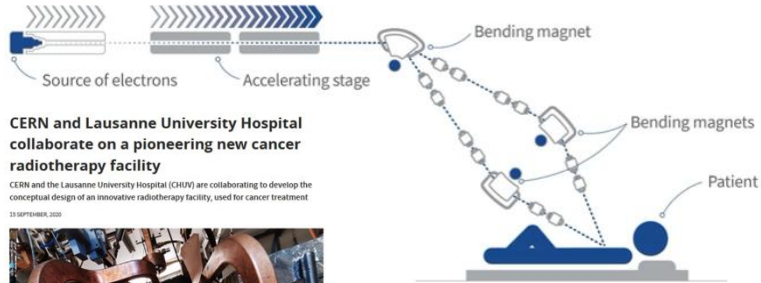 Bending magnet
Source of electrons
Accelerating stage
CERN and Lausanne University Hospital
collaborate on a pioneering new cancer
radiotherapy facility
CERN and the Lausanne University Hospital (CHUV) are collaborating to develop the
conceptual design of an innovative radiotherapy facility, used for cancer treatment
15 SEPTEMBER, 2020
Bending magnets
Patient